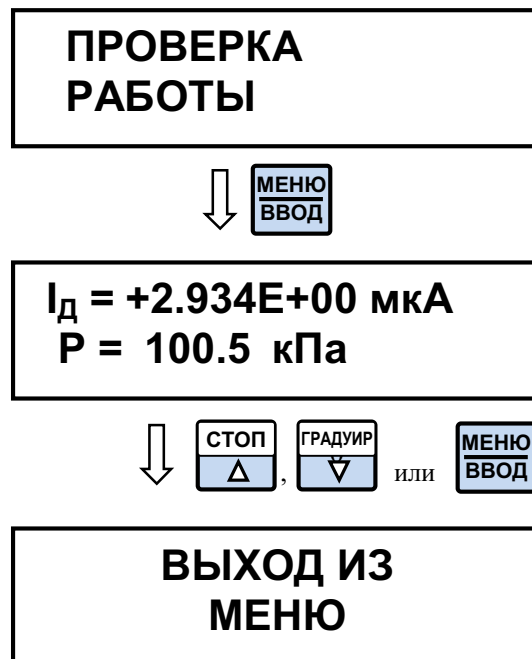 ПРОВЕРКА
РАБОТЫ
МЕНЮ
ВВОД
IД = +2.934E+00 мкА
P = 100.5 кПа
СТОП , ГРАДУИР или МЕНЮ
ВВОД
ВЫХОД ИЗ
МЕНЮ